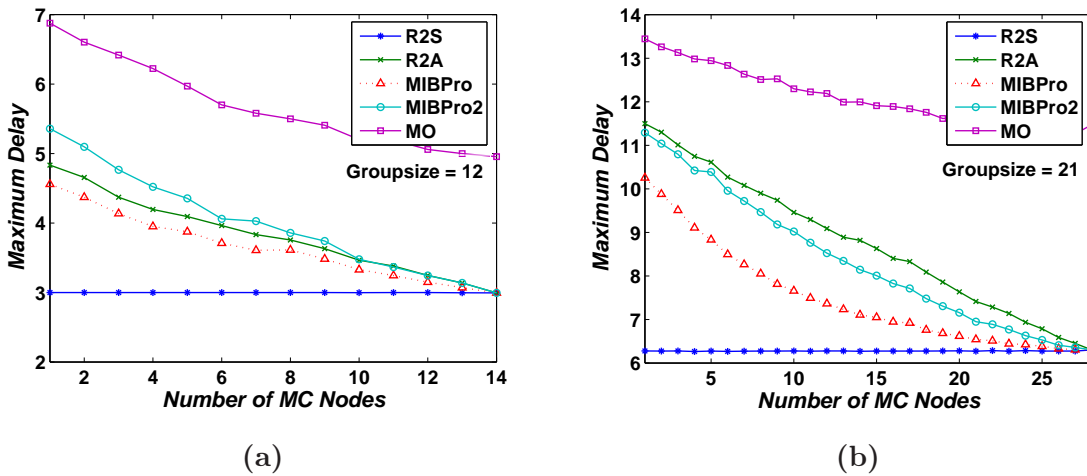 7
6
5
4
3
2
Maximum Delay
2 4 6 8 10 12 14
Number of MC Nodes
R2S
R2A
MIBPro
MIBPro2
MO
Groupsize = 12
(a)
14
13
12
11
10
9
8
7
6
Maximum Delay
5 10 15 20 25
Number of MC Nodes
R2S
R2A
MIBPro
MIBPro2
MO
Groupsize = 21
(b)